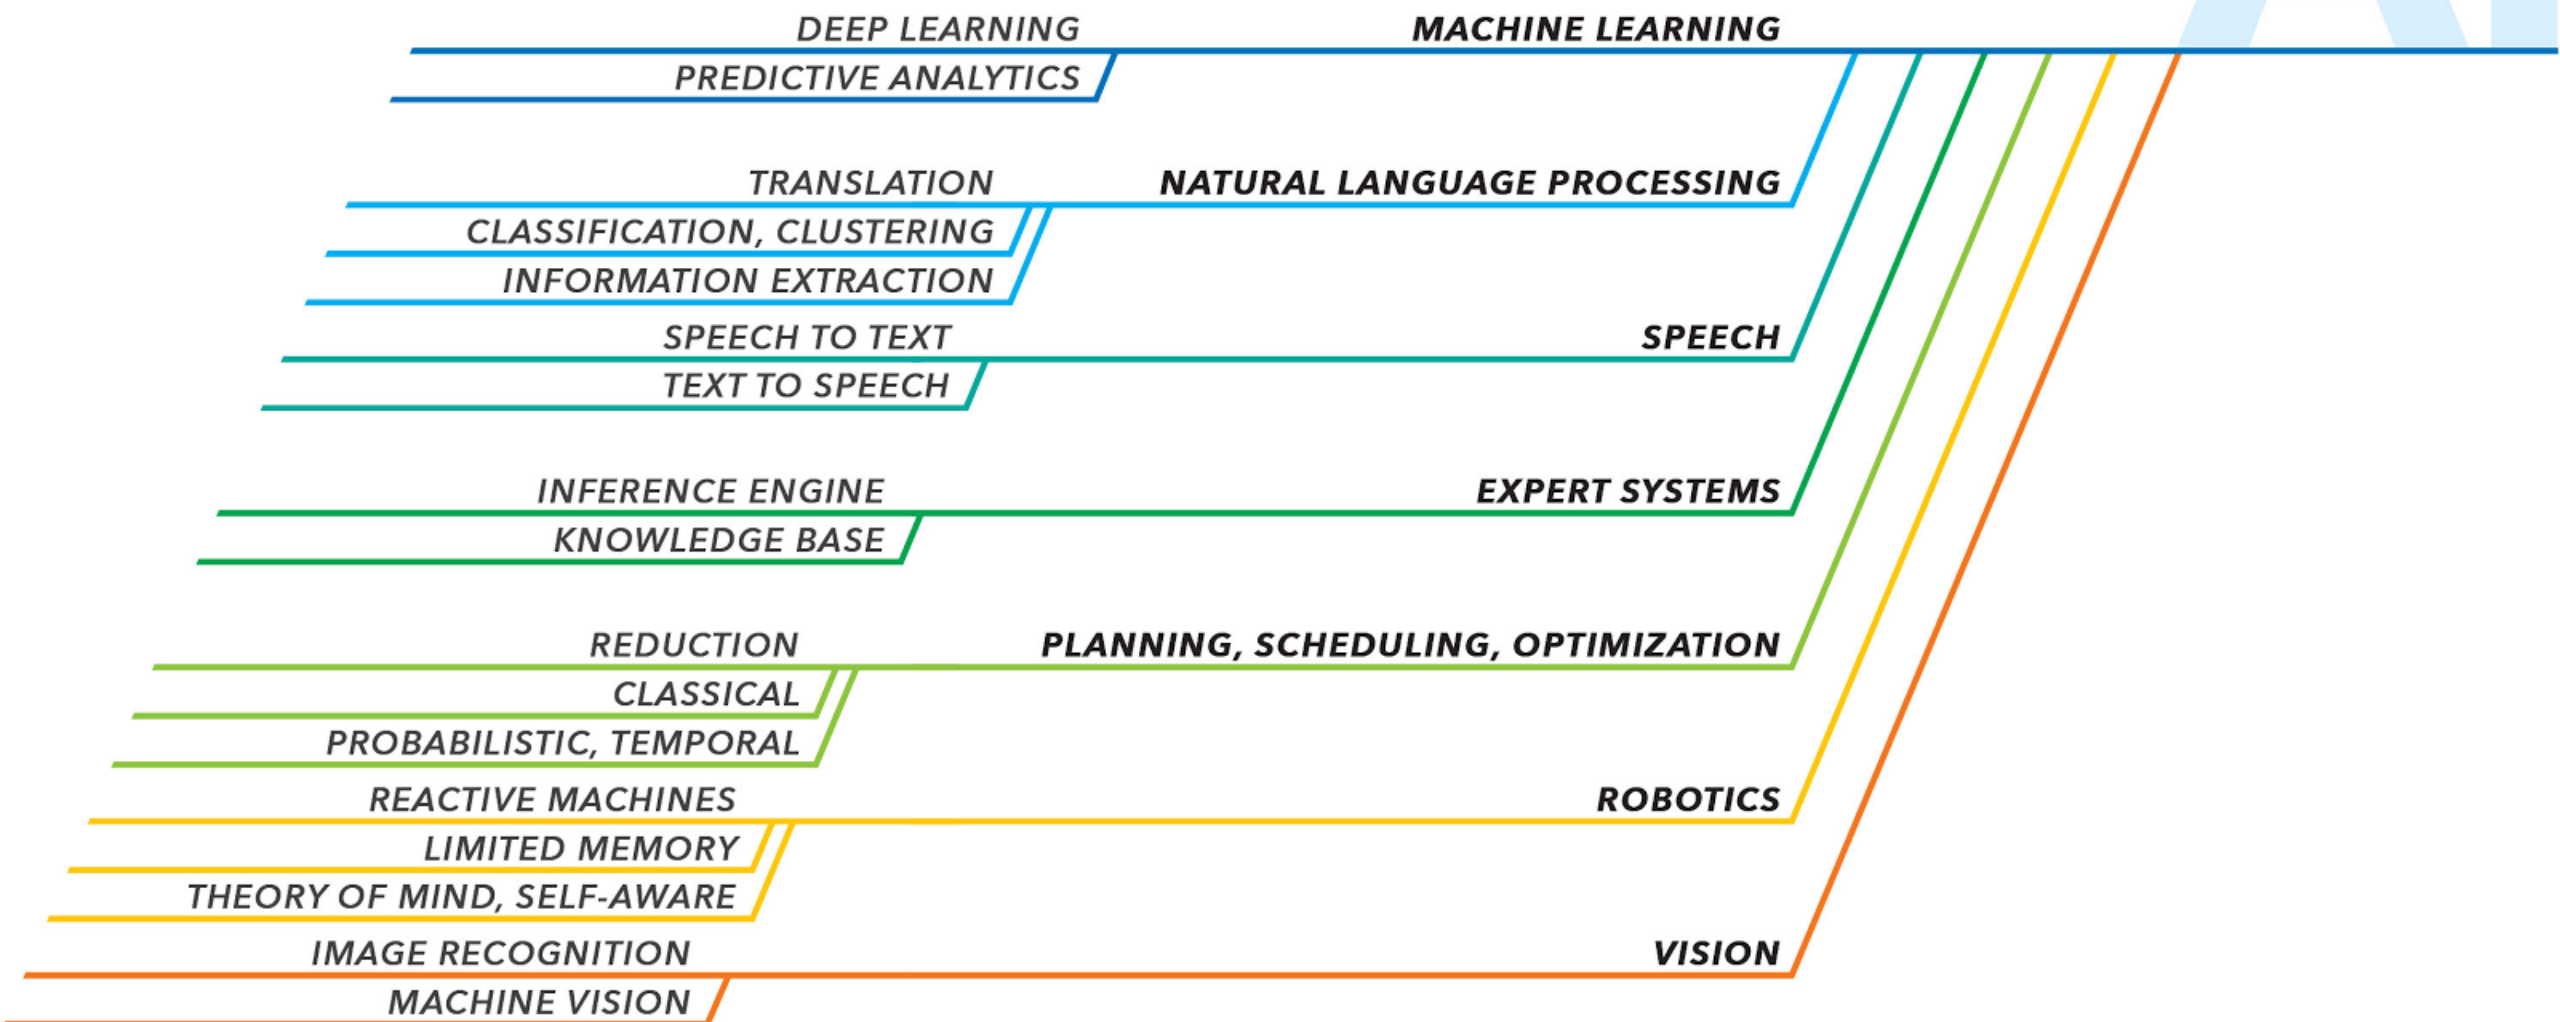 DEEP LEARNING
MACHINE LEARNING
PREDICTIVE ANALYTICS
TRANSLATION
NATURAL LANGUAGE PROCESSING
CLASSIFICATION, CLUSTERING
INFORMATION EXTRACTION
SPEECH TO TEXT
SPEECH
TEXT TO SPEECH
INFERENCE ENGINE
EXPERT SYSTEMS
KNOWLEDGE BASE
REDUCTION
PLANNING, SCHEDULING, OPTIMIZATION
CLASSICAL
PROBABILISTIC, TEMPORAL
REACTIVE MACHINES
ROBOTICS
LIMITED MEMORY
THEORY OF MIND, SELF-AWARE
IMAGE RECOGNITION
VISION
MACHINE VISION